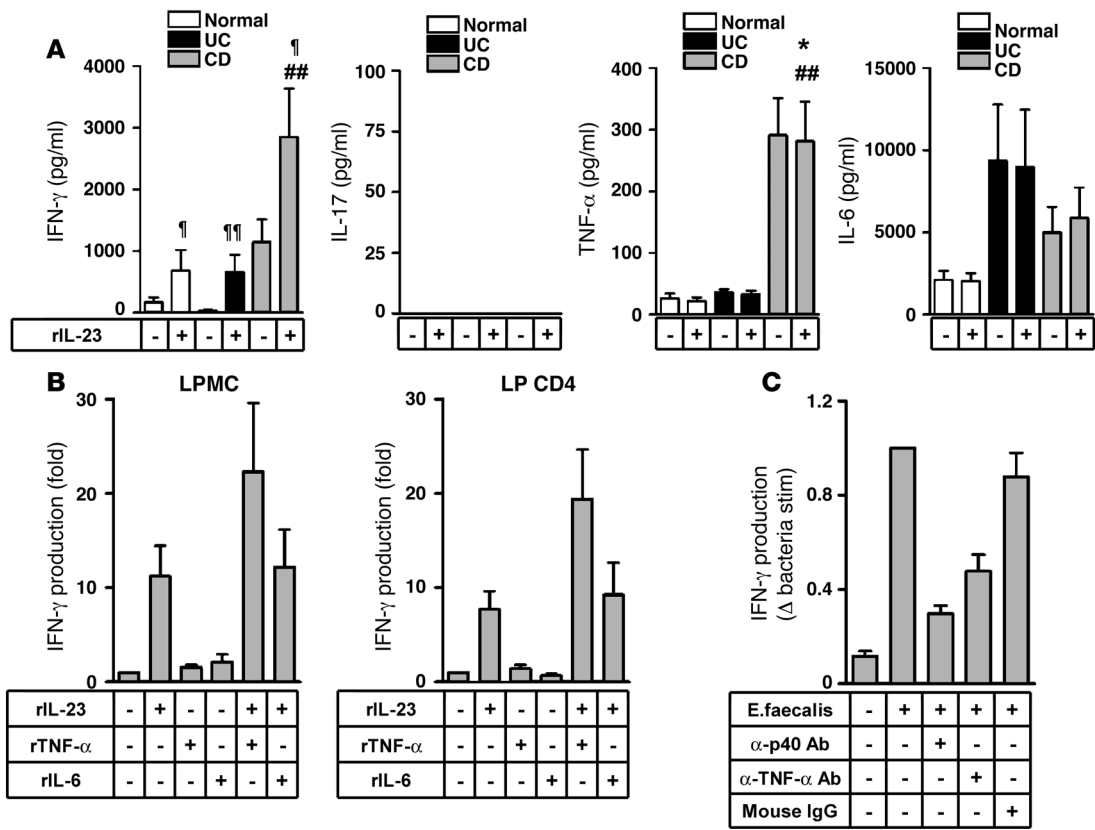 A
Normal
UC
CD
IFN-γ (pg/ml)
4000
3000
2000
1000
0
¶
¶¶
¶
##
rIL-23
- + - + - +
Normal
UC
CD
IL-17 (pg/ml)
100
75
50
25
0
- + - + - +
Normal
UC
CD
TNF-α (pg/ml)
400
300
200
100
0
*
##
- + - + - +
Normal
UC
CD
IL-6 (pg/ml)
15000
10000
5000
0
- + - + - +
B
LPMC
IFN-γ production (fold)
30
20
10
0
rIL-23 - + - - + +
rTNF-α - - + - + -
rIL-6 - - - + - +
LP CD4
IFN-γ production (fold)
30
20
10
0
rIL-23 - + - - + +
rTNF-α - - + - + -
rIL-6 - - - + - +
C
IFN-γ production
(Δ bacteria stim)
1.2
0.8
0.4
0
E.faecalis - + + + +
α-p40 Ab - - + - -
α-TNF-α Ab - - - + -
Mouse IgG - - - - +